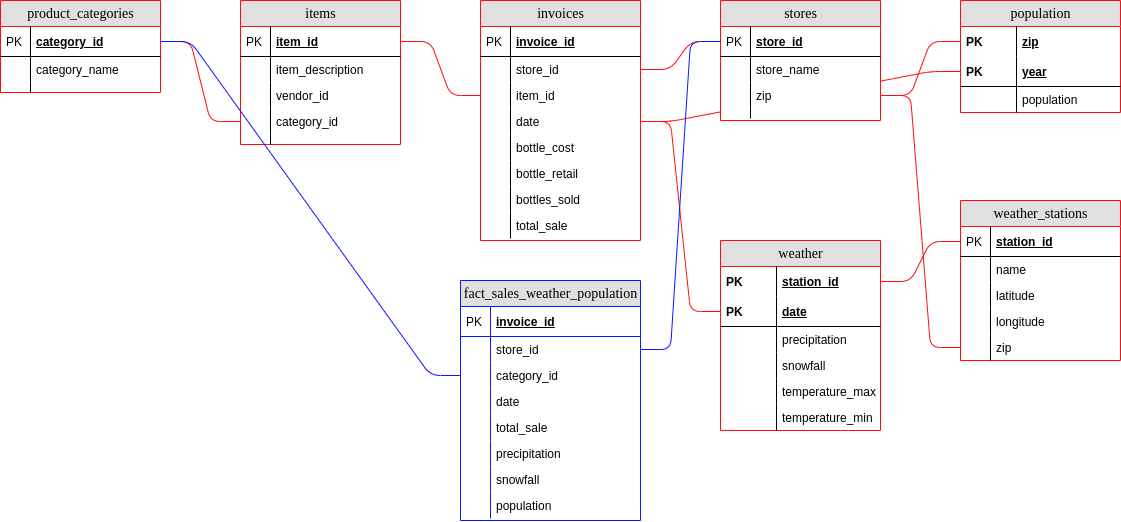 product_categories
PK category_id
category_name
items
PK item_id
item_description
vendor_id
category_id
invoices
PK invoice_id
store_id
item_id
date
bottle_cost
bottle_retail
bottles_sold
total_sale
stores
PK store_id
store_name
zip
population
PK zip
PK year
population
weather_stations
PK station_id
name
latitude
longitude
zip
weather
PK station_id
PK date
precipitation
snowfall
temperature_max
temperature_min
fact_sales_weather_population
PK invoice_id
store_id
category_id
date
total_sale
precipitation
snowfall
population